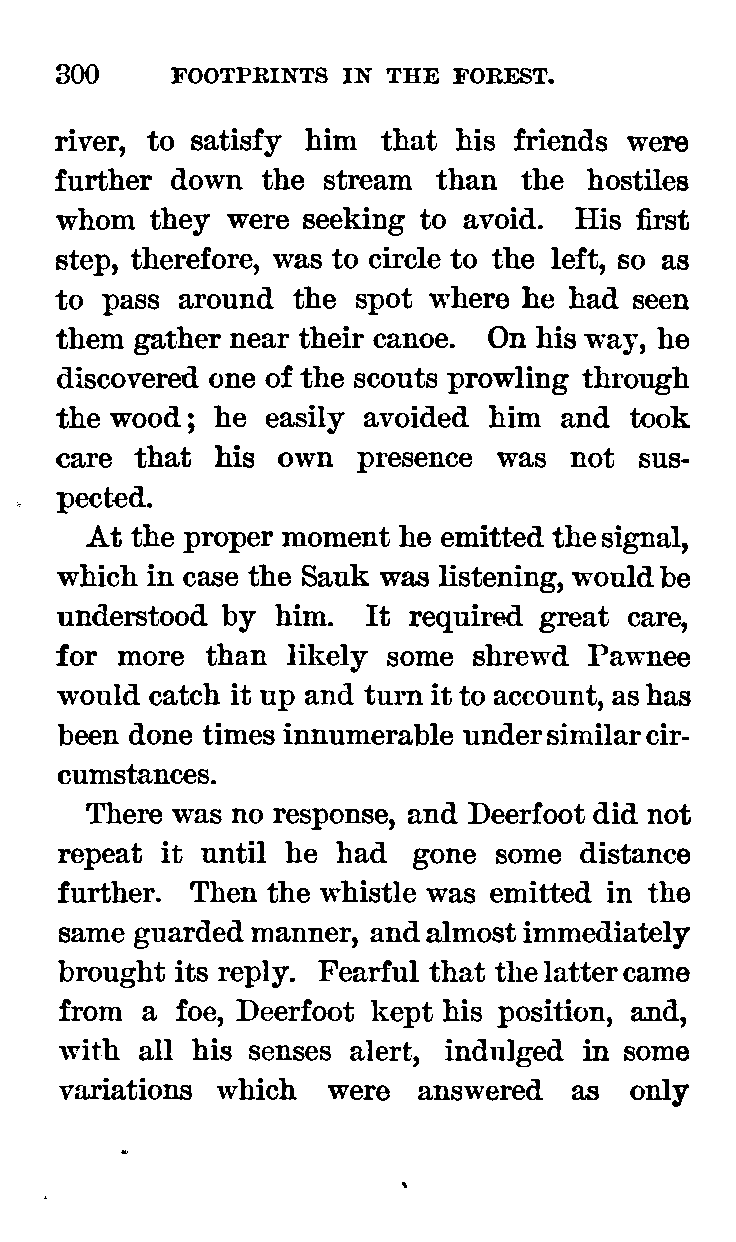 300 FOOTPRINTS IN THE FOREST.
river, to satisfy him that his friends were
further down the stream than the hostiles
whom they were seeking to avoid. His first
step, therefore, was to circle to the left, so as
to pass around the spot where he had seen
them gather near their canoe. On his way, he
discovered one of the scouts prowling through
the wood; he easily avoided him and took
care that his own presence was not sus-
pected.
At the proper moment he emitted the signal,
which in case the Sauk was listening, would be
understood by him. It required great care,
for more than likely some shrewd Pawnee
would catch it up and turn it to account, as has
been done times innumerable under similar cir-
cumstances.
There was no response, and Deerfoot did not
repeat it until he had gone some distance
further. Then the whistle was emitted in the
same guarded manner, and almost immediately
brought its reply. Fearful that the latter came
from a foe, Deerfoot kept his position, and,
with all his senses alert, indulged in some
variations which were answered as only